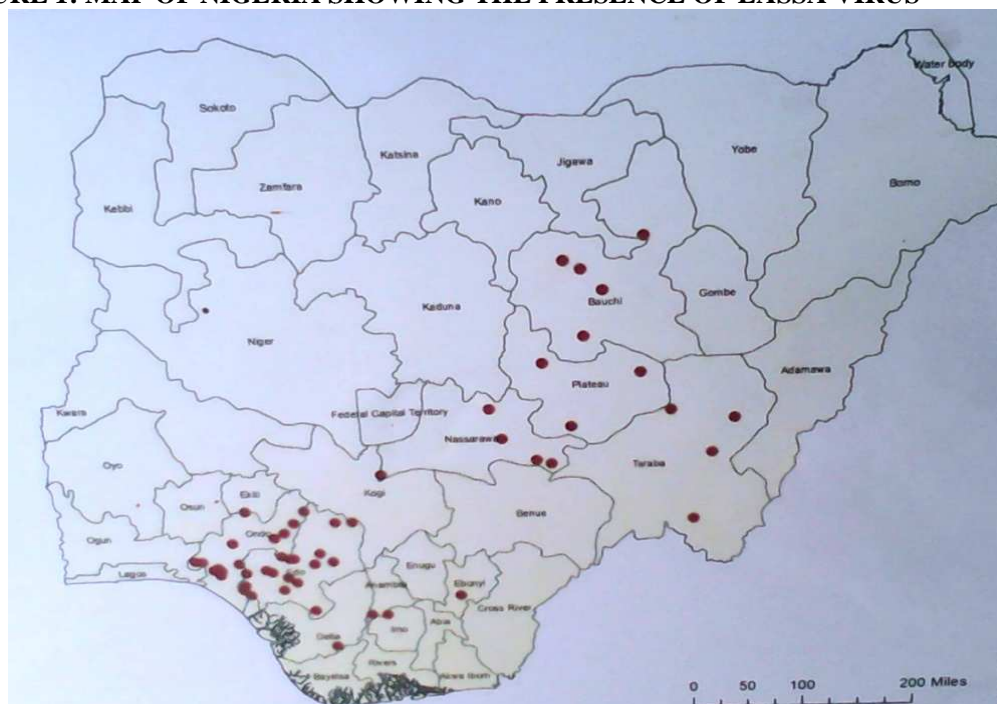 URE 1: MAP OF NIGERIA SHOWING THE PRESENCE OF LASSA VIRUS
Water body
Sokoto
Katsina
Jigawa
Yobe
Borno
Zamfara
Kano
Kebbi
Kaduna
Bauchi
Gombe
Niger
Adamawa
Plateau
Kwara
Federal Capital Territory
Nassarawa
Oyo
Taraba
Kogi
Ekiti
Osun
Benue
Ogun
Ondo
Lagos
Enugu
Anambra
Ebonyi
Cross River
Abia
Imo
Delta
Rivers
Bayelsa
Akwa Ibom
0 50 100 200 Miles